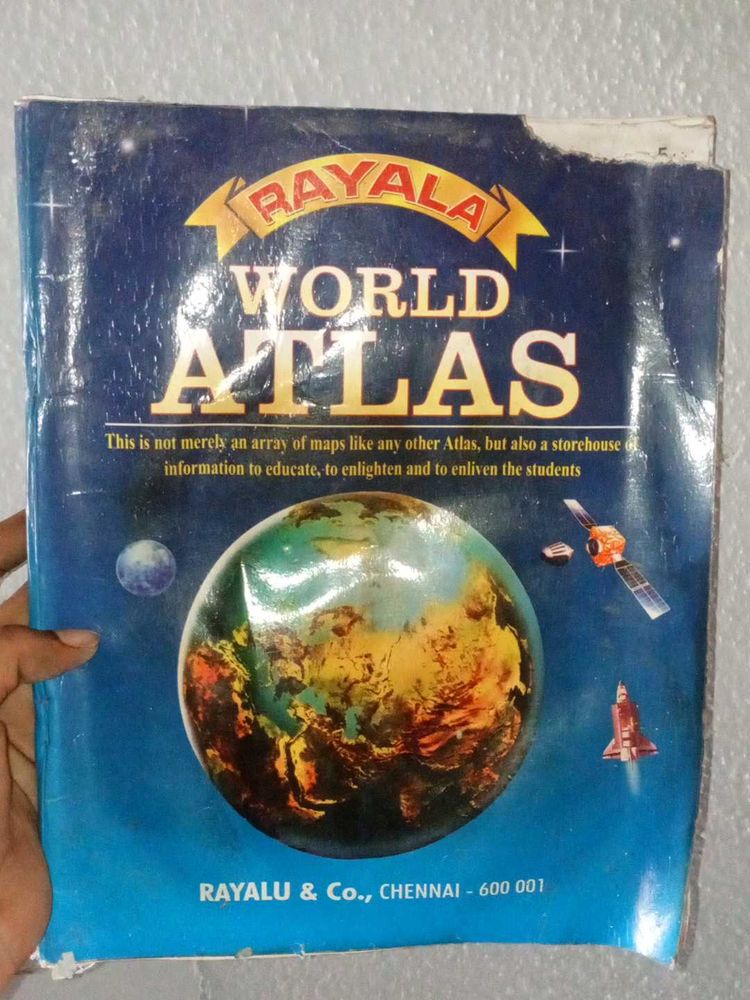 RAYALA
WORLD
ATLAS
This is not merely an array of maps like any other Atlas, but also a storehouse of
information to educate, to enlighten and to enliven the students
RAYALU & Co., CHENNAI - 600 001